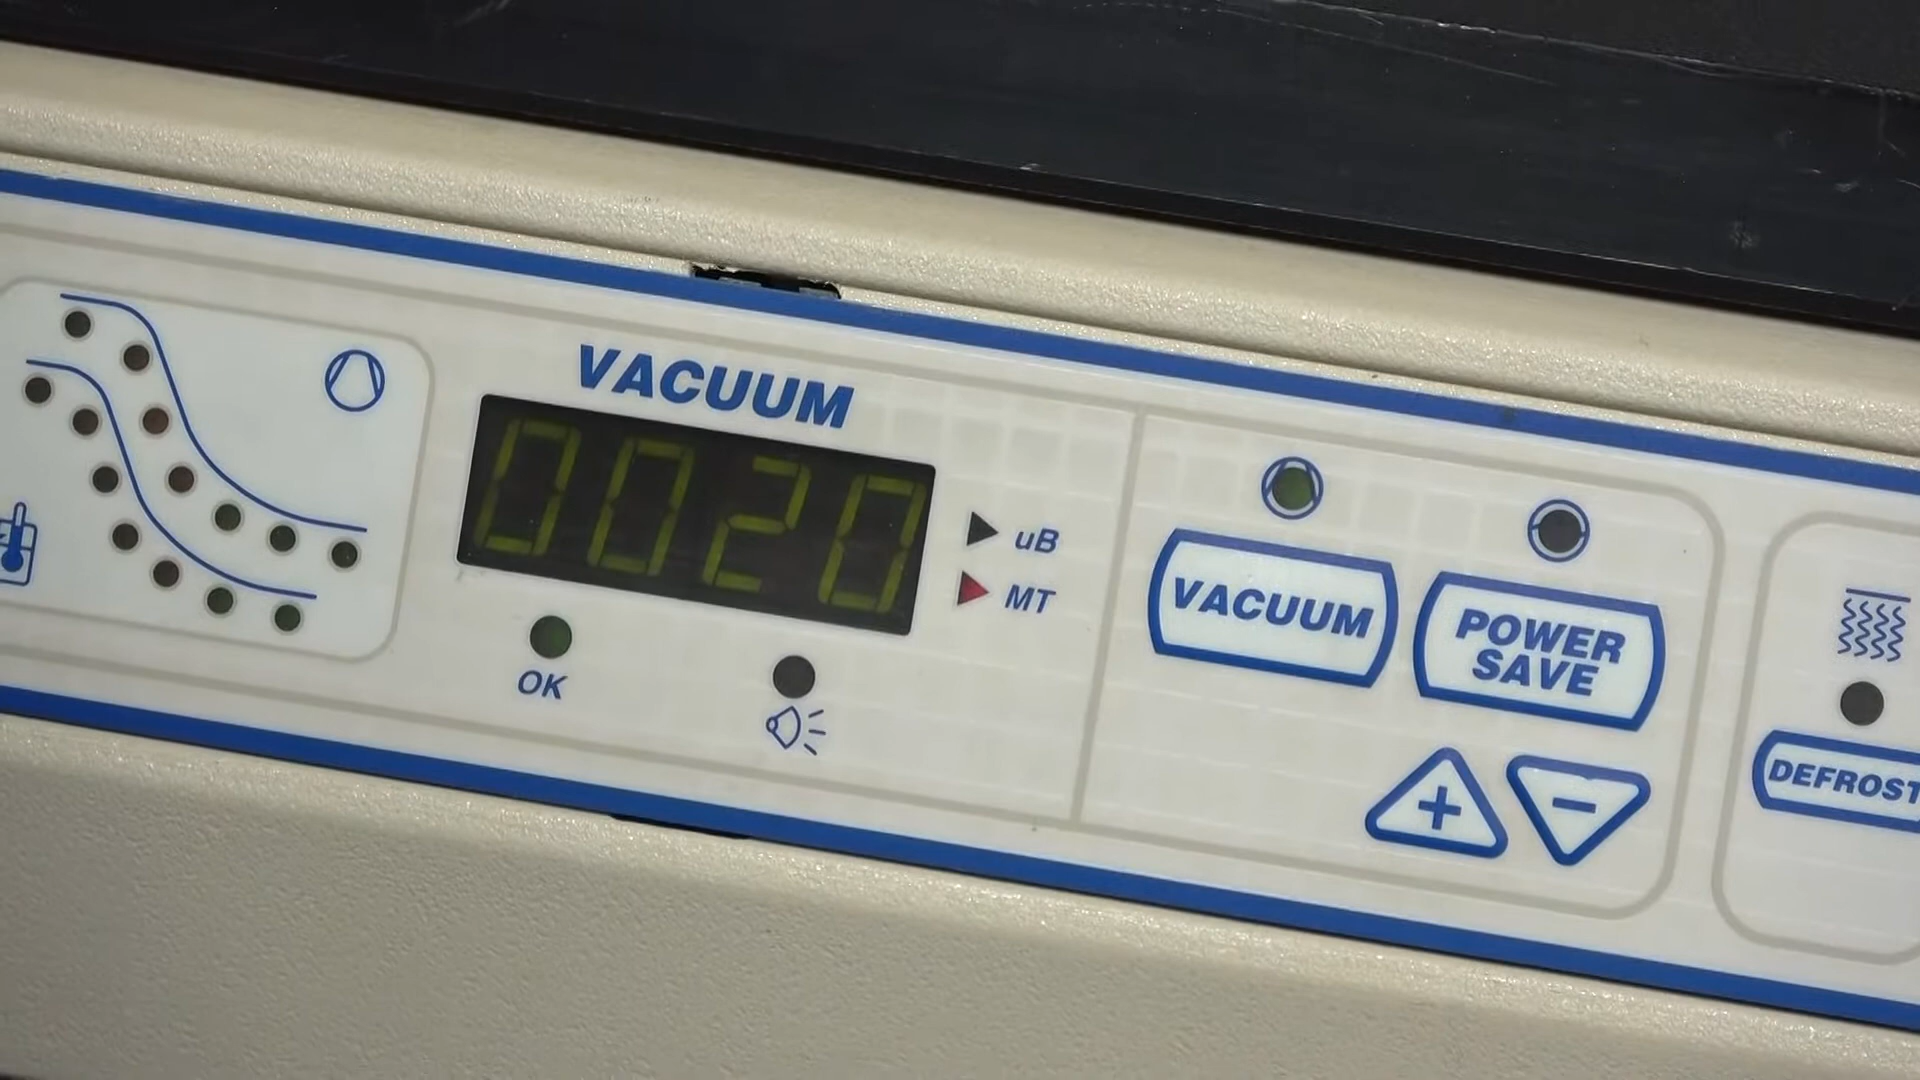 VACUUM
0020
uB
MT
OK
VACUUM
POWER
SAVE
+
−
DEFROST